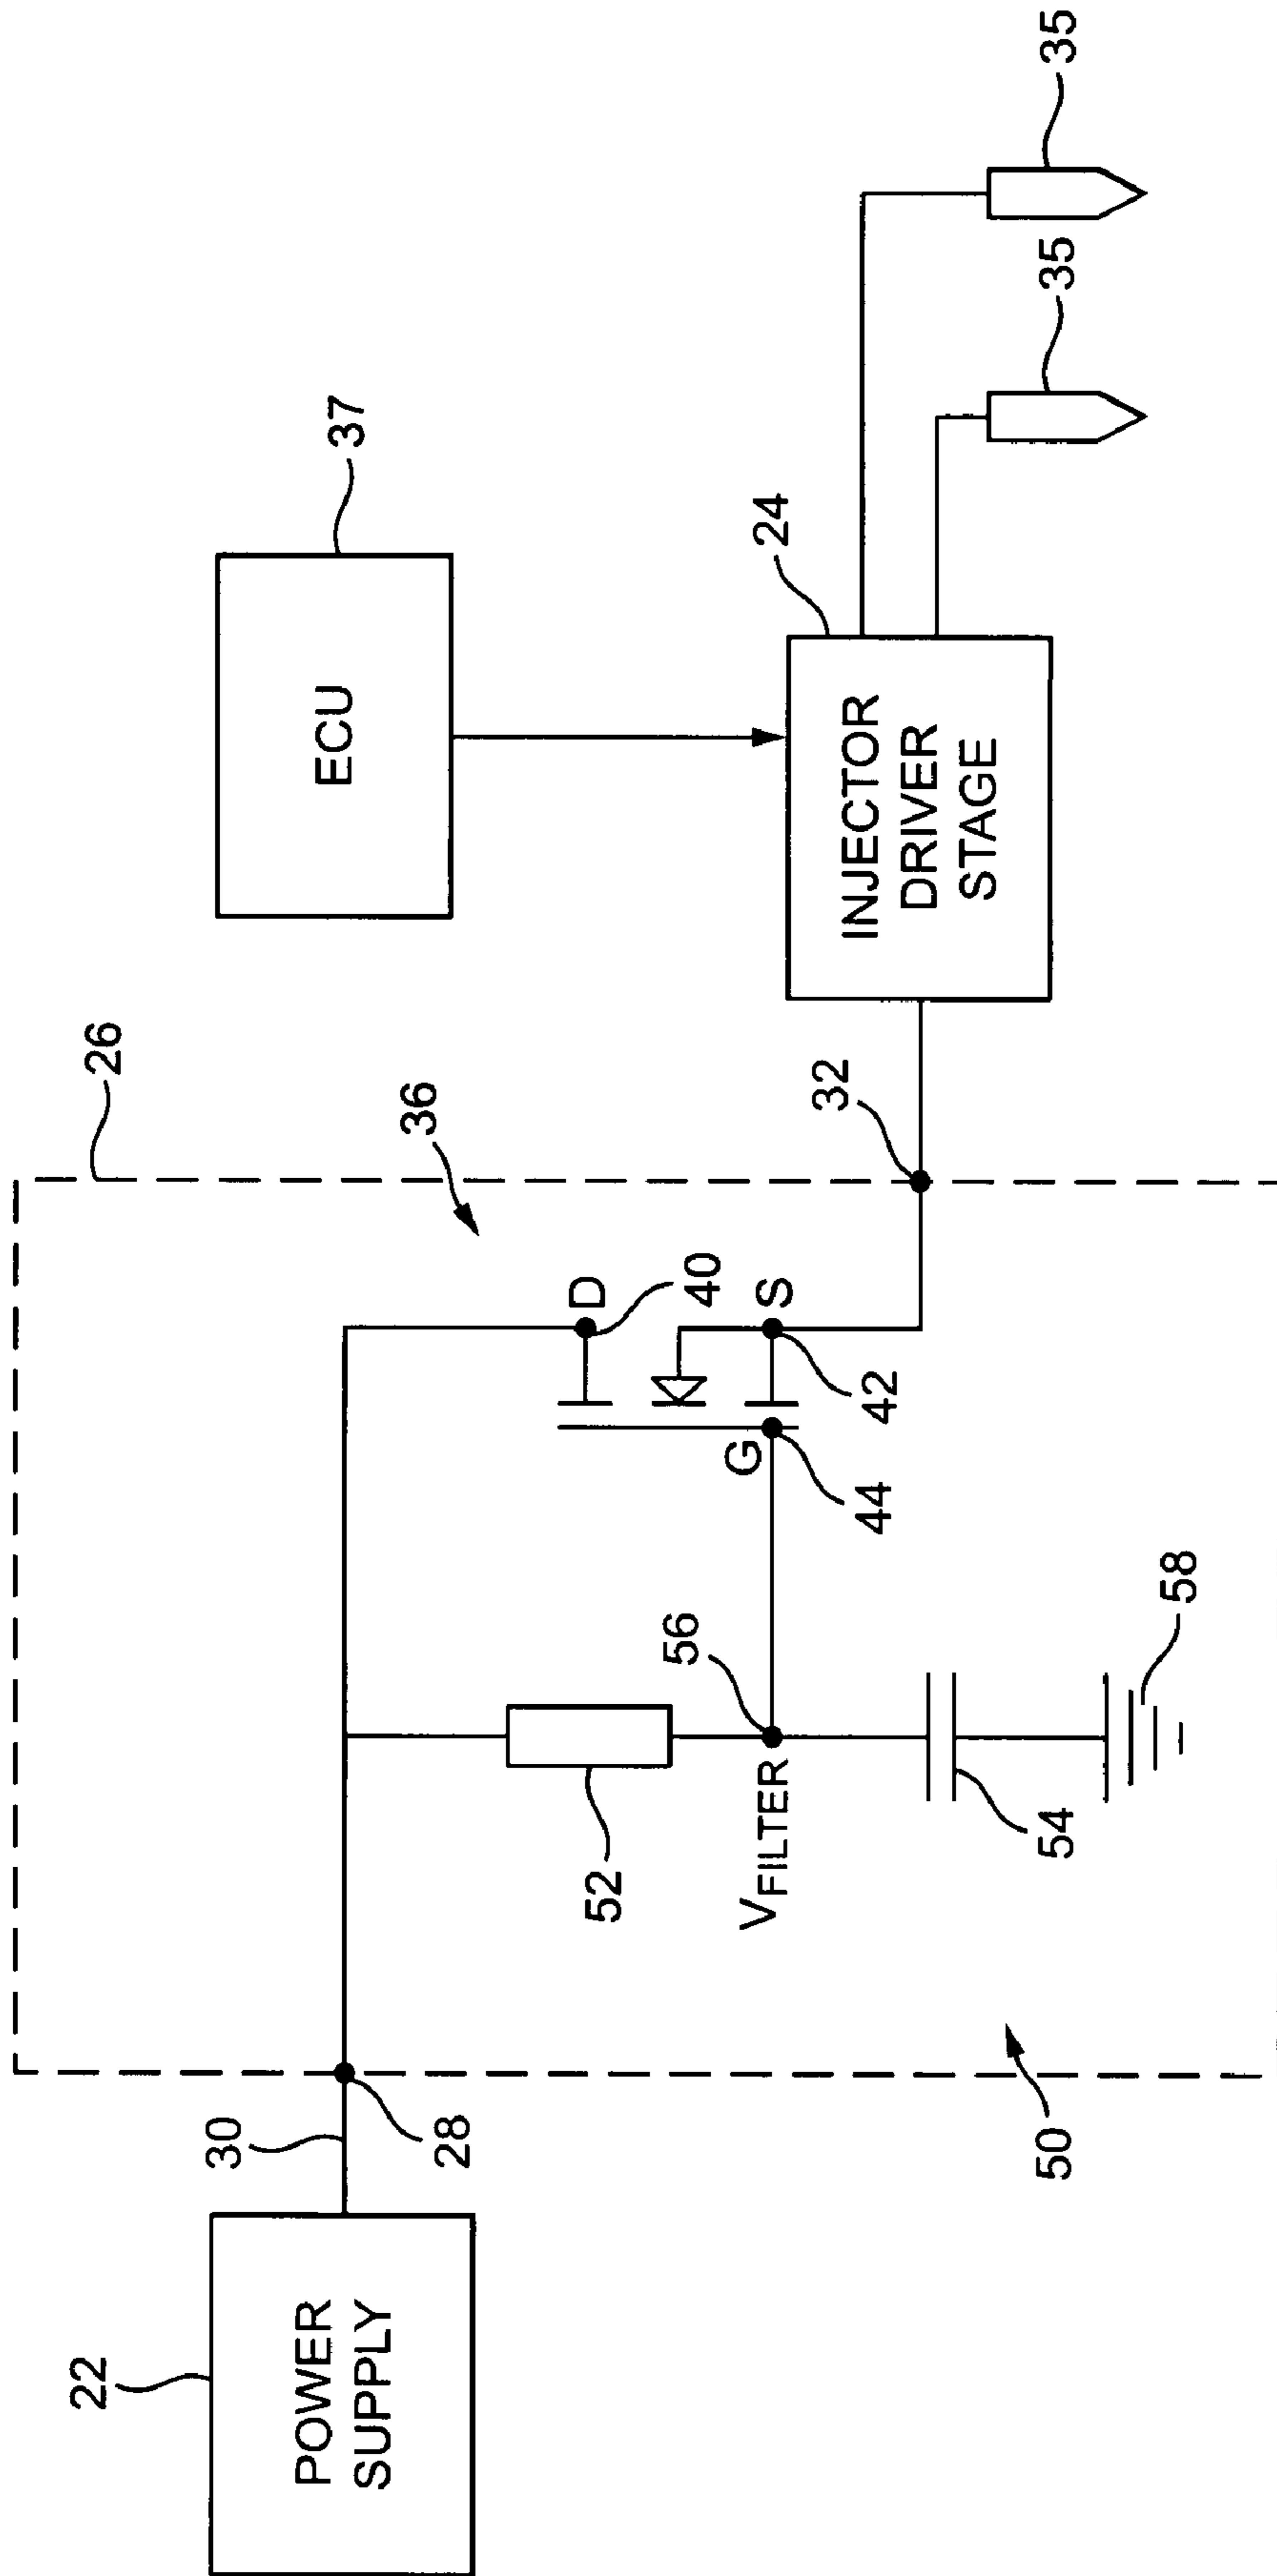 22
POWER
SUPPLY
30
28
26
36
D
40
S
42
G
44
52
56
VFILTER
54
58
50
32
ECU
37
24
INJECTOR
DRIVER
STAGE
35
35